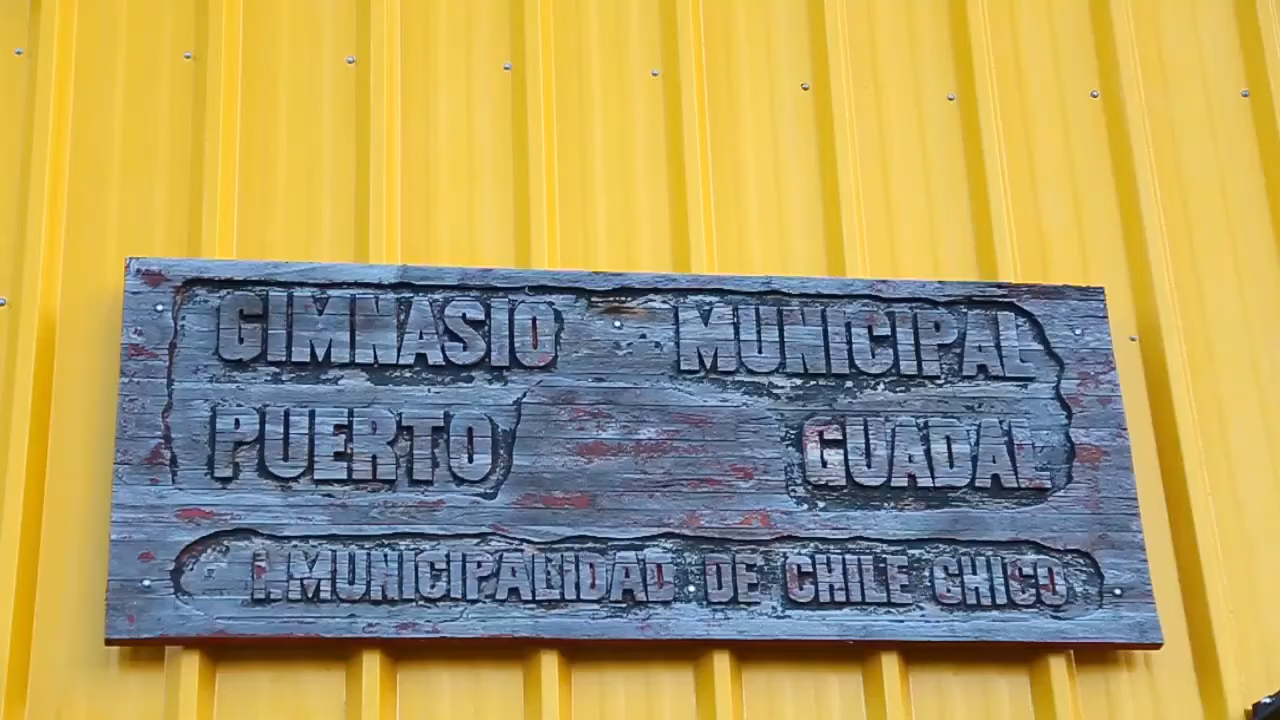 GIMNASIO MUNICIPAL
PUERTO GUADAL
I.MUNICIPALIDAD DE CHILE CHICO